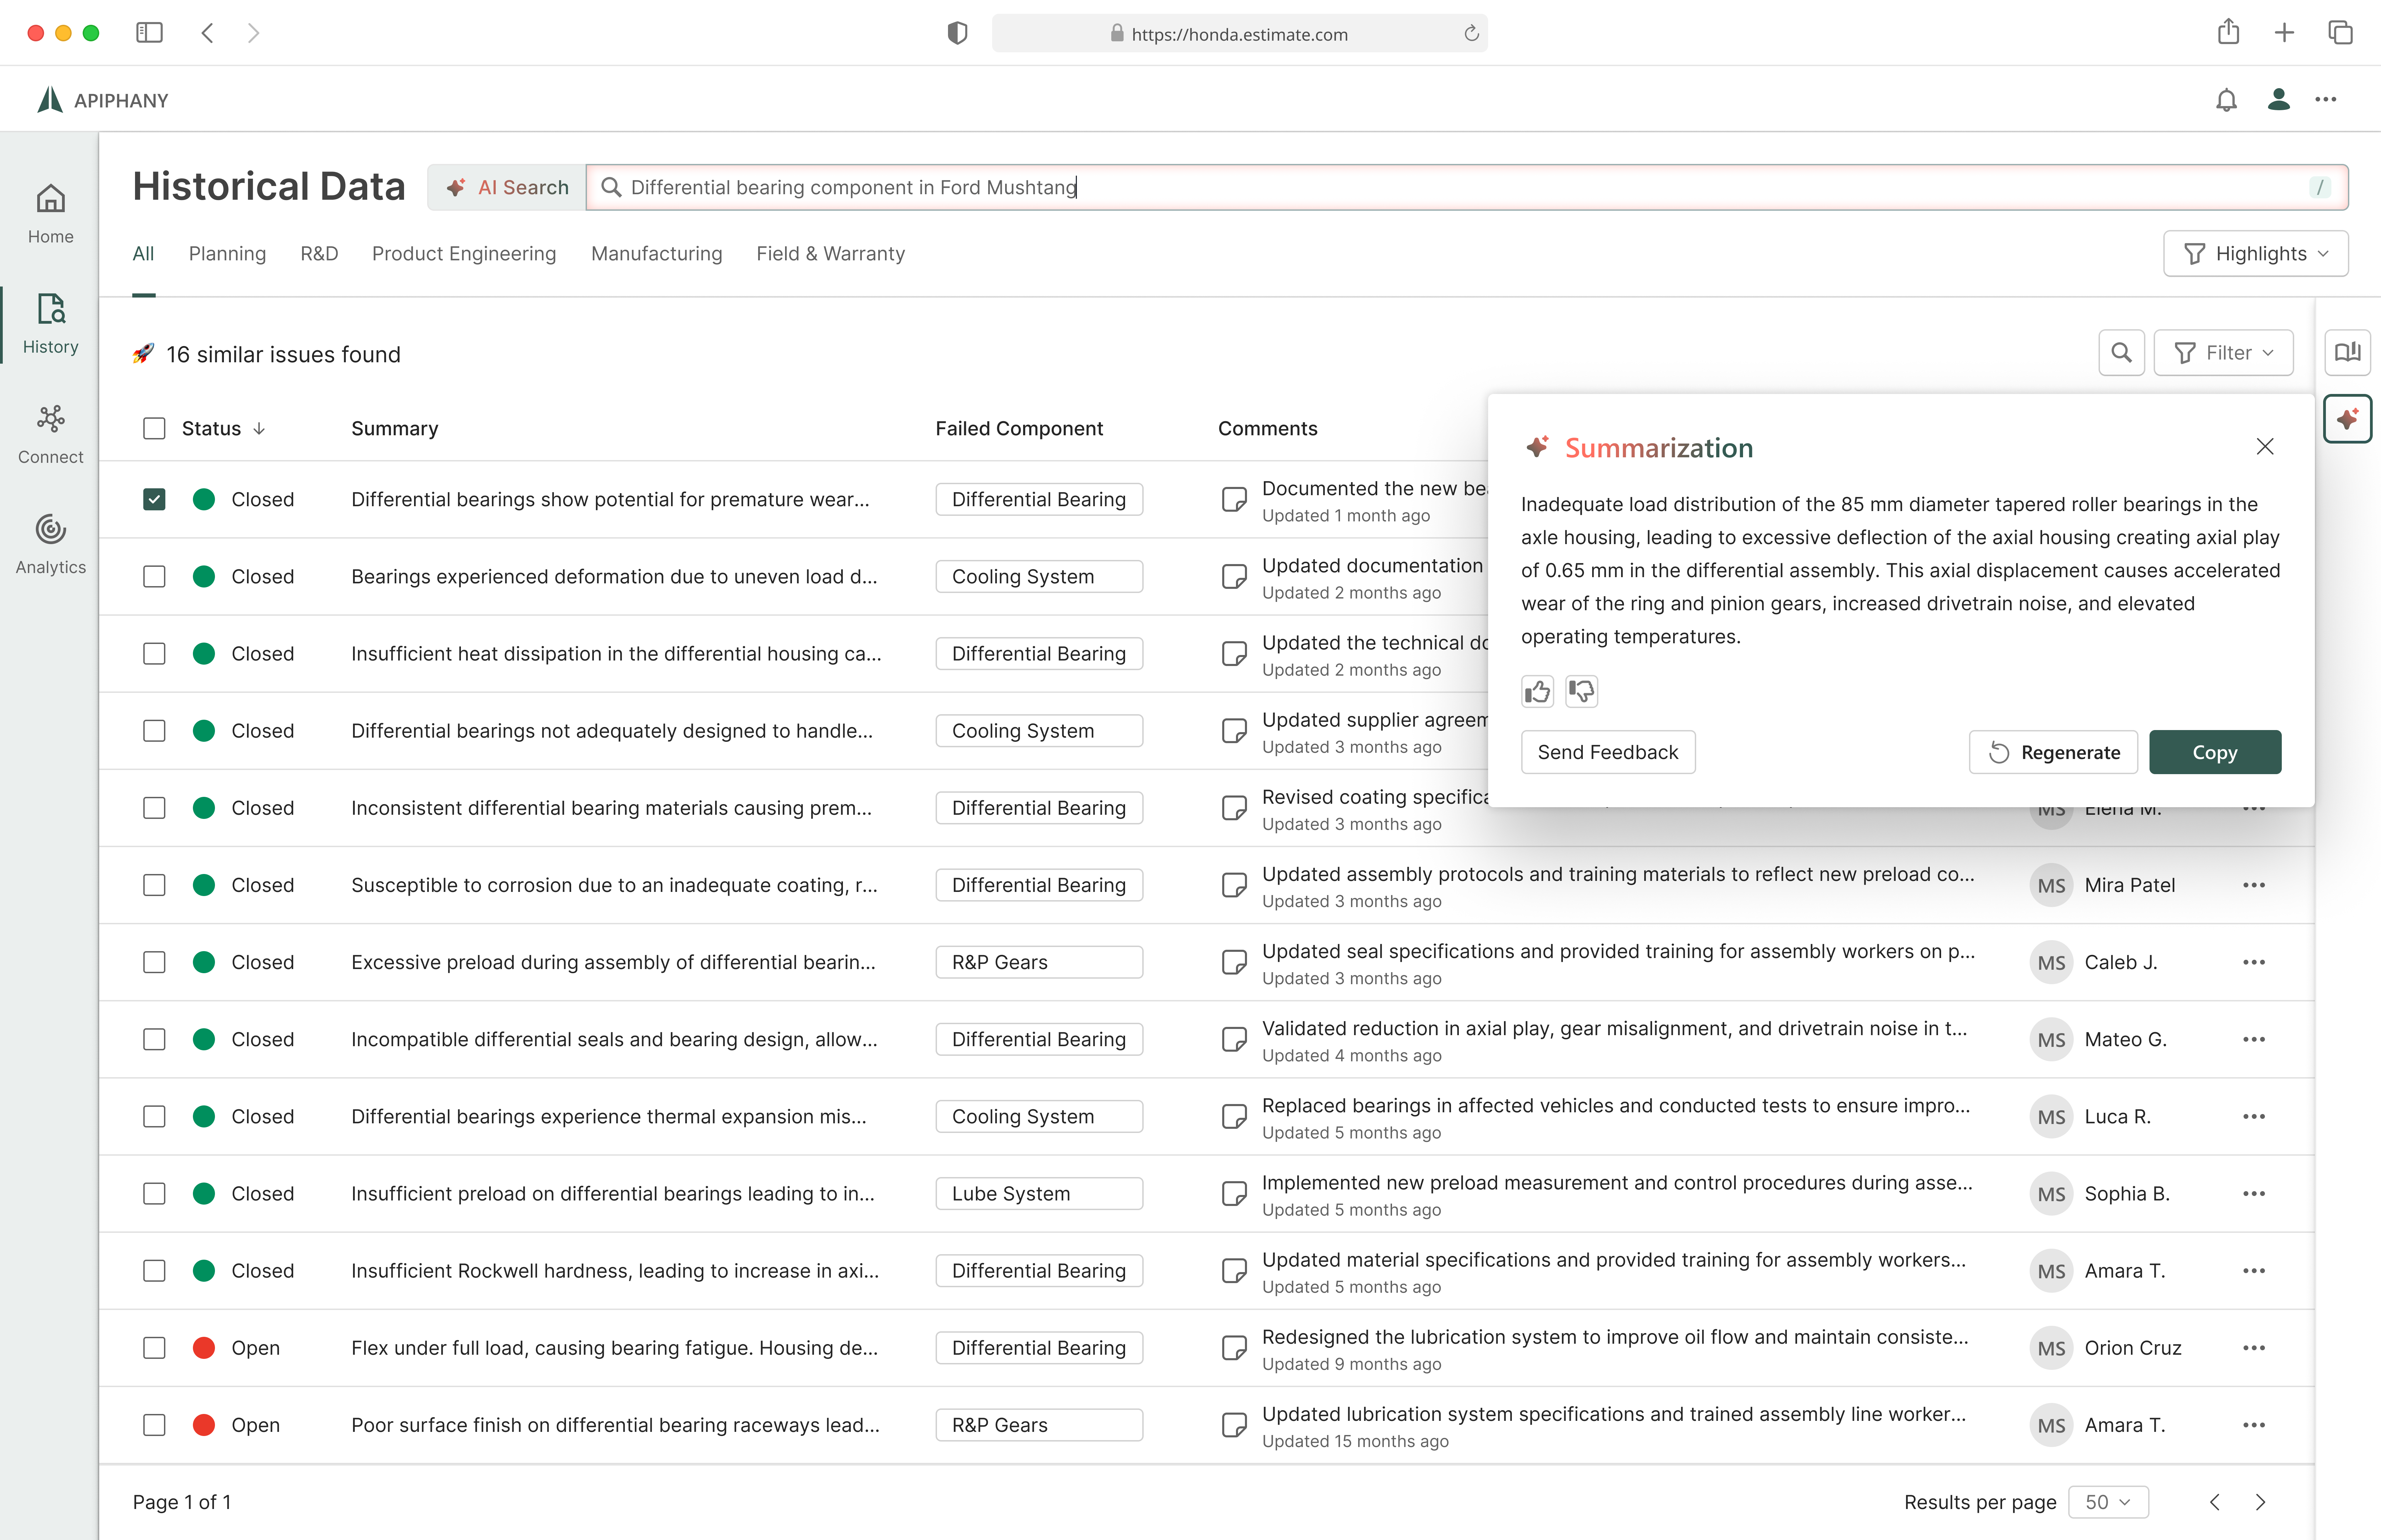 https://honda.estimate.com
APIPHANY
Home
History
Connect
Analytics
Historical Data
AI Search
Differential bearing component in Ford Mushtang
/
All Planning R&D Product Engineering Manufacturing Field & Warranty
Highlights
16 similar issues found
Filter
Status Summary Failed Component Comments
Closed Differential bearings show potential for premature wear... Differential Bearing Documented the new
Updated 1 month ago
Closed Bearings experienced deformation due to uneven load d... Cooling System Updated documentation
Updated 2 months ago
Closed Insufficient heat dissipation in the differential housing ca... Differential Bearing Updated the technical
Updated 2 months ago
Closed Differential bearings not adequately designed to handle... Cooling System Updated supplier
Updated 3 months ago
Closed Inconsistent differential bearing materials causing prem... Differential Bearing Revised coating
Updated 3 months ago
MS Elena M.
Closed Susceptible to corrosion due to an inadequate coating, r... Differential Bearing Updated assembly protocols and training materials to reflect new preload co... MS Mira Patel
Updated 3 months ago
Closed Excessive preload during assembly of differential bearin... R&P Gears Updated seal specifications and provided training for assembly workers on p... MS Caleb J.
Updated 3 months ago
Closed Incompatible differential seals and bearing design, allow... Differential Bearing Validated reduction in axial play, gear misalignment, and drivetrain noise in t... MS Mateo G.
Updated 4 months ago
Closed Differential bearings experience thermal expansion mis... Cooling System Replaced bearings in affected vehicles and conducted tests to ensure impro... MS Luca R.
Updated 5 months ago
Closed Insufficient preload on differential bearings leading to in... Lube System Implemented new preload measurement and control procedures during asse... MS Sophia B.
Updated 5 months ago
Closed Insufficient Rockwell hardness, leading to increase in axi... Differential Bearing Updated material specifications and provided training for assembly workers... MS Amara T.
Updated 5 months ago
Open Flex under full load, causing bearing fatigue. Housing de... Differential Bearing Redesigned the lubrication system to improve oil flow and maintain consiste... MS Orion Cruz
Updated 9 months ago
Open Poor surface finish on differential bearing raceways lead... R&P Gears Updated lubrication system specifications and trained assembly line worker... MS Amara T.
Updated 15 months ago
Summarization
Inadequate load distribution of the 85 mm diameter tapered roller bearings in the
axle housing, leading to excessive deflection of the axial housing creating axial play
of 0.65 mm in the differential assembly. This axial displacement causes accelerated
wear of the ring and pinion gears, increased drivetrain noise, and elevated
operating temperatures.
Send Feedback
Regenerate
Copy
Page 1 of 1
Results per page 50